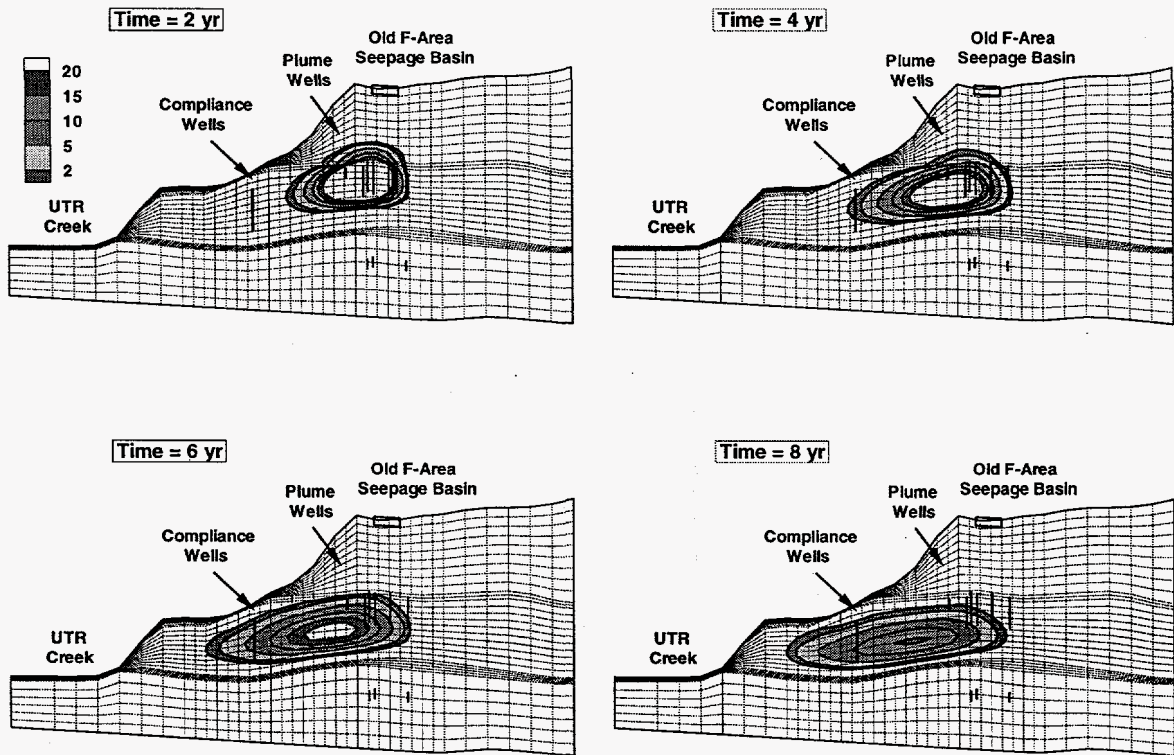 Time = 2 yr
Old F-Area
Seepage Basin
Plume
Wells
Compliance
Wells
20
15
10
5
2
UTR
Creek
Time = 4 yr
Old F-Area
Seepage Basin
Plume
Wells
Compliance
Wells
UTR
Creek
Time = 6 yr
Old F-Area
Seepage Basin
Plume
Wells
Compliance
Wells
UTR
Creek
Time = 8 yr
Old F-Area
Seepage Basin
Plume
Wells
Compliance
Wells
UTR
Creek